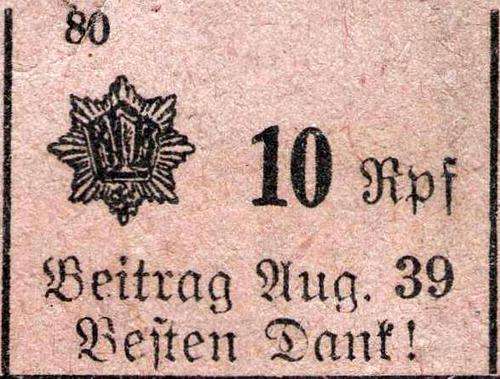 80
10 Rpf
Beitrag Aug. 39
Besten Dank!